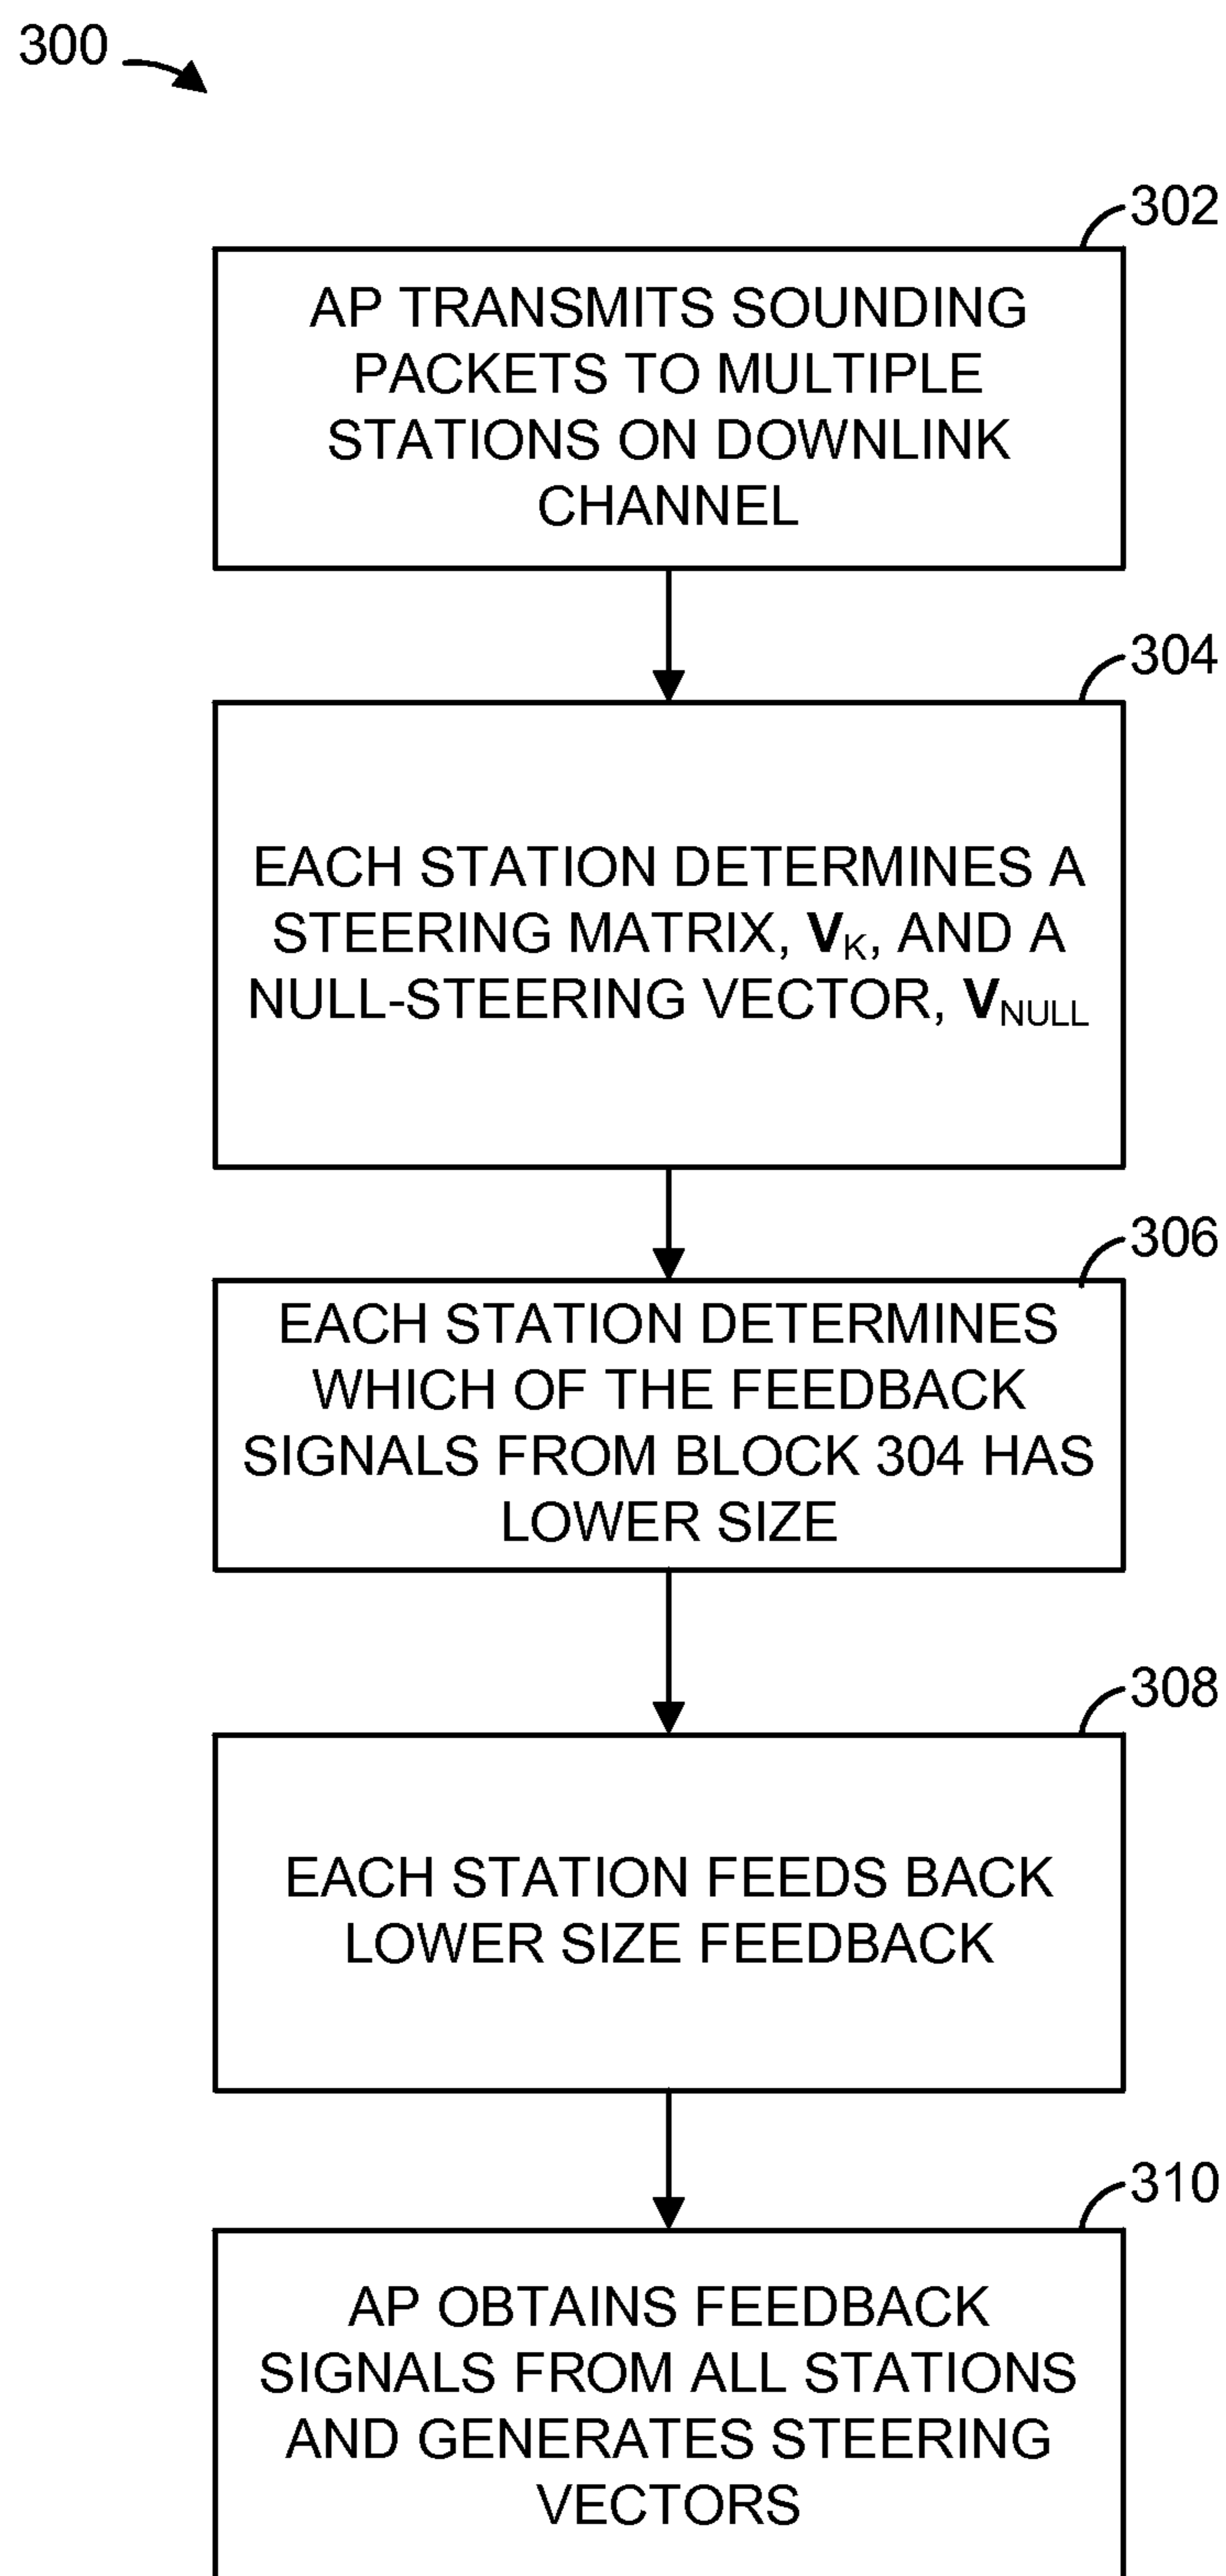 300
302
AP TRANSMITS SOUNDING
PACKETS TO MULTIPLE
STATIONS ON DOWNLINK
CHANNEL
304
EACH STATION DETERMINES A
STEERING MATRIX, VK, AND A
NULL-STEERING VECTOR, VNULL
306
EACH STATION DETERMINES
WHICH OF THE FEEDBACK
SIGNALS FROM BLOCK 304 HAS
LOWER SIZE
308
EACH STATION FEEDS BACK
LOWER SIZE FEEDBACK
310
AP OBTAINS FEEDBACK
SIGNALS FROM ALL STATIONS
AND GENERATES STEERING
VECTORS